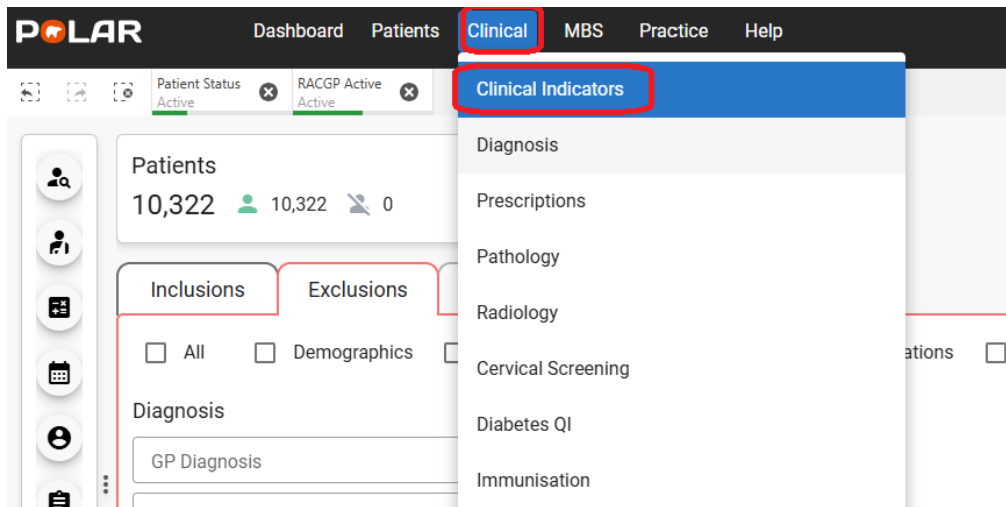 POLAR
Dashboard Patients Clinical MBS Practice Help
Patient Status
Active
RACGP Active
Active
Clinical Indicators
Diagnosis
Prescriptions
Pathology
Radiology
Cervical Screening
Diabetes QI
Immunisation
Patients
10,322 10,322 0
Inclusions Exclusions
All Demographics ations
Diagnosis
GP Diagnosis